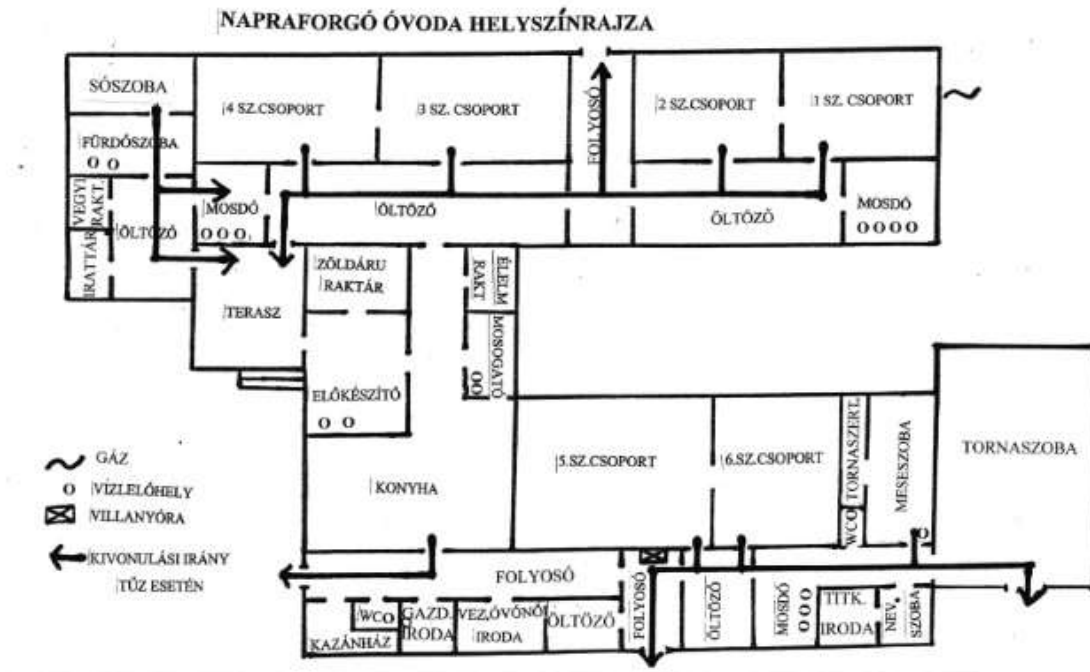 NAPRAFORGÓ ÓVODA HELYSZÍNRAJZA
SÓSZOBA
4 SZ.CSOPORT
3 SZ. CSOPORT
FOLYOSÓ
2 SZ.CSOPORT
1 SZ. CSOPORT
FÜRDŐSZOBA
VEGYI
RAKT.
IRATTÁR
ÖLTÖZŐ
MOSDÓ
ÖLTÖZŐ
ÖLTÖZŐ
MOSDÓ
TERASZ
ZÖLDÁRU
RAKTÁR
ÉLELM
RAKT
MOSOGATÓ
ELŐKÉSZÍTŐ
KONYHA
5.SZ.CSOPORT
6.SZ.CSOPORT
TORNASZERT.
WC
MESESZOBA
TORNASZOBA
GÁZ
VÍZLELŐHELY
VILLANYÓRA
KIVONULÁSI IRÁNY
TŰZ ESETÉN
FOLYOSÓ
WC
KAZÁNHÁZ
GAZD.
IRODA
VEZ,ÓVÓNŐI
IRODA
ÖLTÖZŐ
FOLYOSÓ
ÖLTÖZŐ
MOSDÓ
TITK.
IRODA
NEV.
SZOBA